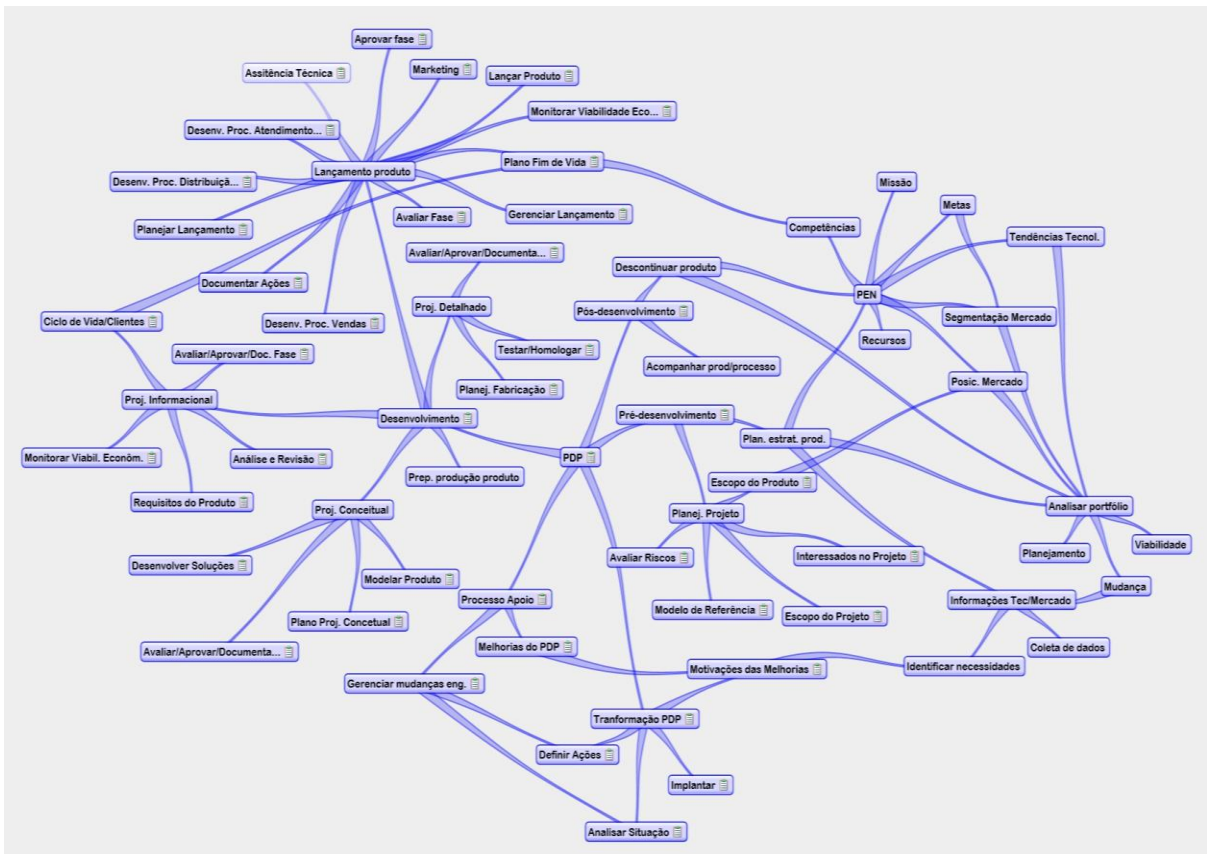 Aprovar fase
Assitência Técnica
Marketing
Lançar Produto
Monitorar Viabilidade Eco...
Desenv. Proc. Atendimento...
Plano Fim de Vida
Lançamento produto
Desenv. Proc. Distribuiçã...
Missão
Metas
Avaliar Fase
Gerenciar Lançamento
Planejar Lançamento
Competências
Tendências Tecnol.
Avaliar/Aprovar/Documenta...
Descontinuar produto
Documentar Ações
PEN
Proj. Detalhado
Pós-desenvolvimento
Segmentação Mercado
Ciclo de Vida/Clientes
Desenv. Proc. Vendas
Recursos
Testar/Homologar
Avaliar/Aprovar/Doc. Fase
Acompanhar prod/processo
Posic. Mercado
Planej. Fabricação
Proj. Informacional
Desenvolvimento
Pré-desenvolvimento
Plan. estrat. prod.
Monitorar Viabil. Econôm.
Análise e Revisão
PDP
Prep. produção produto
Escopo do Produto
Requisitos do Produto
Proj. Conceitual
Planej. Projeto
Analisar portfólio
Viabilidade
Planejamento
Avaliar Riscos
Interessados no Projeto
Desenvolver Soluções
Modelar Produto
Mudança
Processo Apoio
Informações Tec/Mercado
Modelo de Referência
Escopo do Projeto
Plano Proj. Concetual
Melhorias do PDP
Coleta de dados
Avaliar/Aprovar/Documenta...
Identificar necessidades
Motivações das Melhorias
Gerenciar mudanças eng.
Tranformação PDP
Definir Ações
Implantar
Analisar Situação